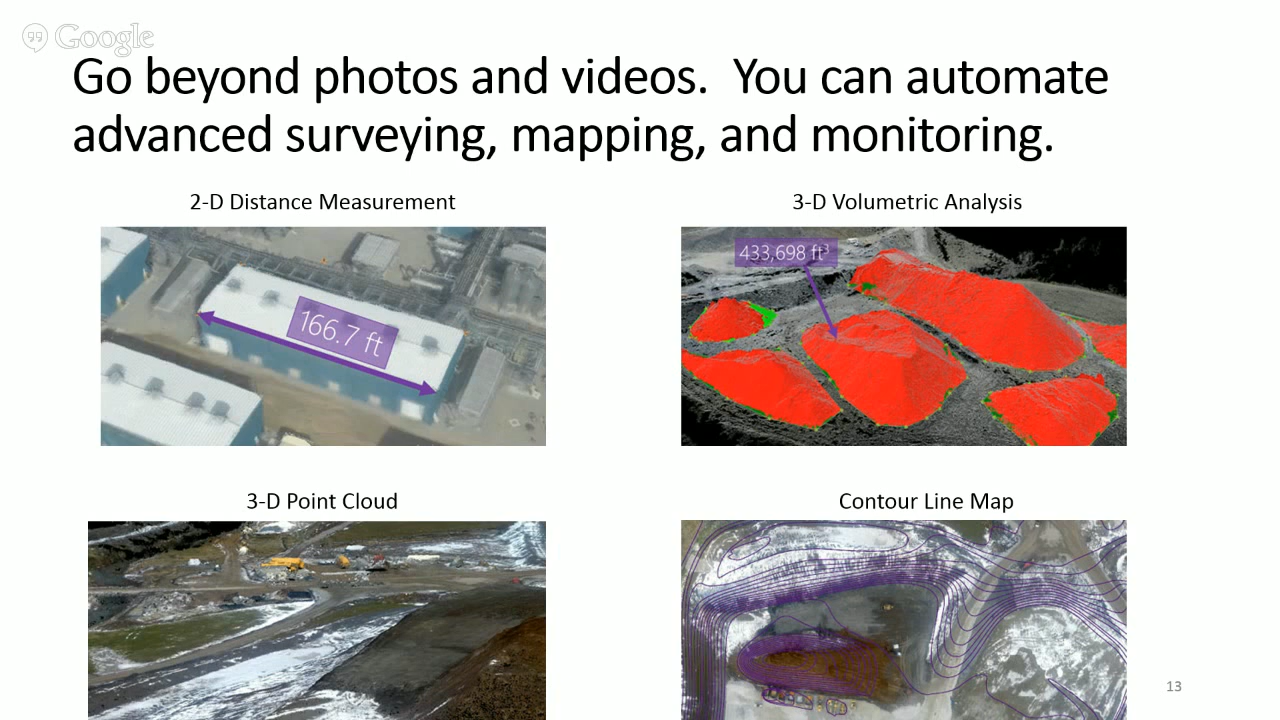 Google
Go beyond photos and videos. You can automate
advanced surveying, mapping, and monitoring.
2-D Distance Measurement
3-D Volumetric Analysis
166.7 ft
433,698 ft³
3-D Point Cloud
Contour Line Map
13